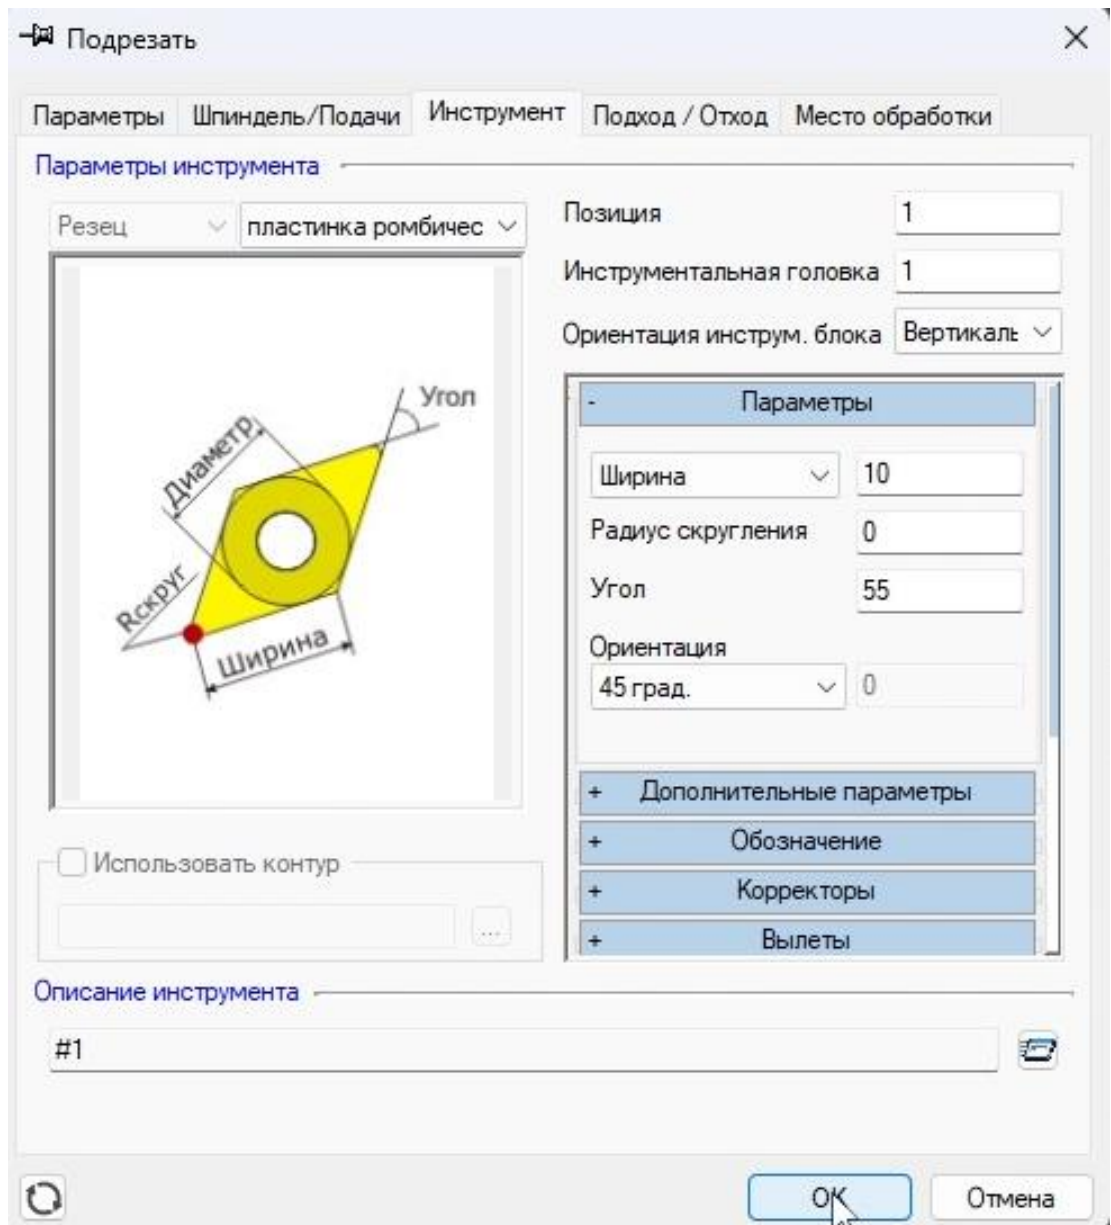 Подрезать
Параметры Шпиндель/Подачи Инструмент Подход / Отход Место обработки
Параметры инструмента
Резец пластинка ромбичес
Позиция 1
Инструментальная головка 1
Ориентация инструм. блока Вертикаль
Угол
Диаметр
Rскруг
Ширина
- Параметры
Ширина 10
Радиус скругления 0
Угол 55
Ориентация
45 град. 0
+ Дополнительные параметры
+ Обозначение
+ Корректоры
+ Вылеты
Использовать контур
...
Описание инструмента
#1
OK Отмена